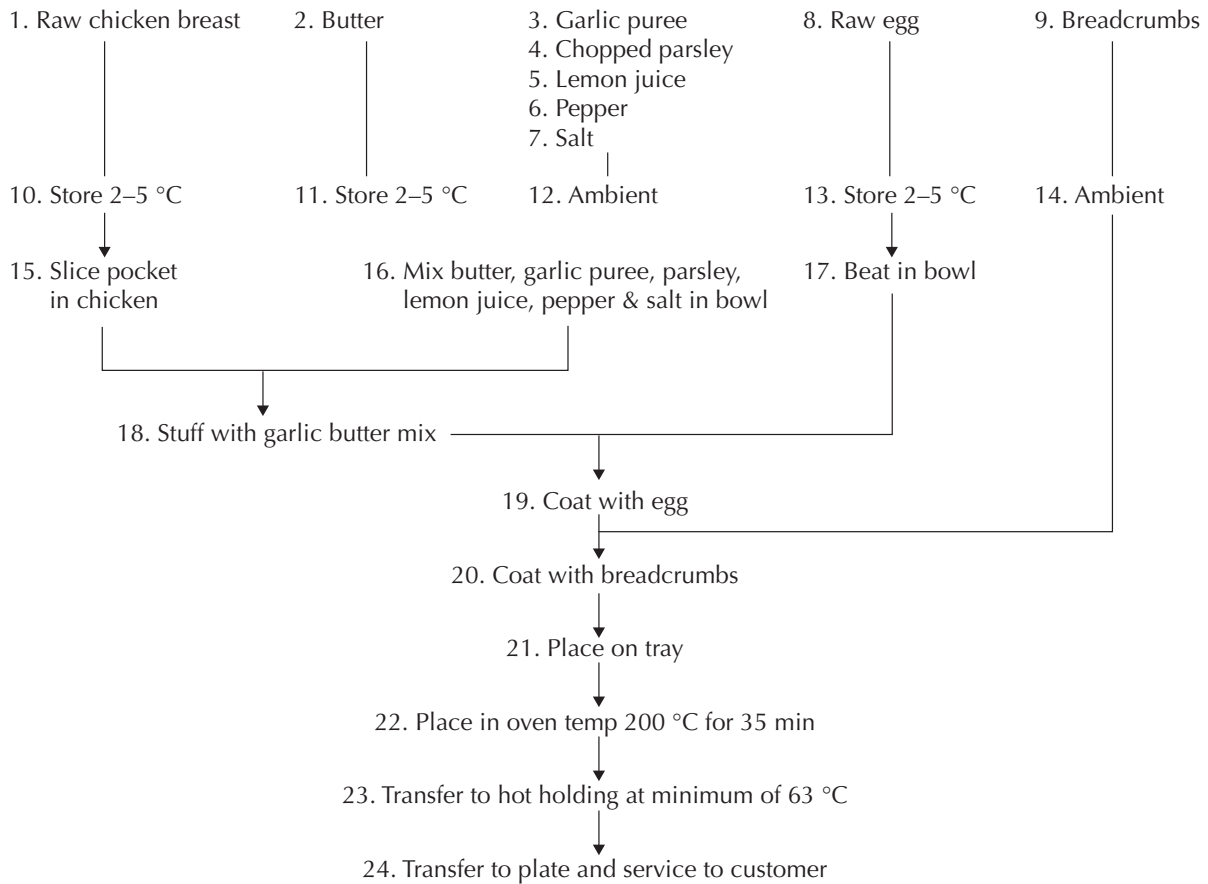 1. Raw chicken breast
2. Butter
3. Garlic puree
4. Chopped parsley
5. Lemon juice
6. Pepper
7. Salt
8. Raw egg
9. Breadcrumbs
10. Store 2–5 °C
11. Store 2–5 °C
12. Ambient
13. Store 2–5 °C
14. Ambient
15. Slice pocket
in chicken
16. Mix butter, garlic puree, parsley,
lemon juice, pepper & salt in bowl
17. Beat in bowl
18. Stuff with garlic butter mix
19. Coat with egg
20. Coat with breadcrumbs
21. Place on tray
22. Place in oven temp 200 °C for 35 min
23. Transfer to hot holding at minimum of 63 °C
24. Transfer to plate and service to customer